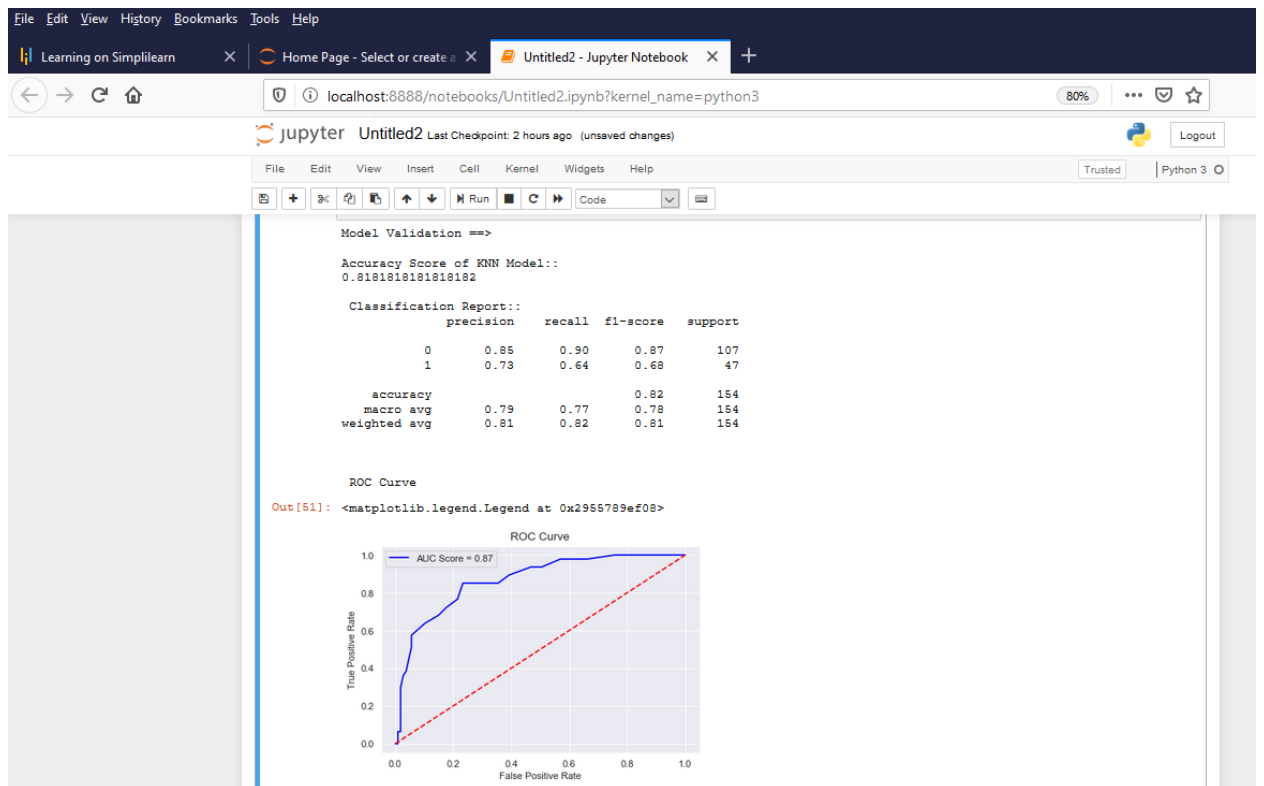 File Edit View History Bookmarks Tools Help
Learning on Simplilearn
Home Page - Select or create a
Untitled2 - Jupyter Notebook
localhost:8888/notebooks/Untitled2.ipynb?kernel_name=python3
80%
jupyter Untitled2 Last Checkpoint: 2 hours ago (unsaved changes)
Logout
File Edit View Insert Cell Kernel Widgets Help
Trusted
Python 3
Run
Code
Model Validation ==>
Accuracy Score of KNN Model::
0.8181818181818182
Classification Report::
precision recall f1-score support
0 0.85 0.90 0.87 107
1 0.73 0.64 0.68 47
accuracy 0.82 154
macro avg 0.79 0.77 0.78 154
weighted avg 0.81 0.82 0.81 154
ROC Curve
Out[51]: <matplotlib.legend.Legend at 0x2955789ef08>
ROC Curve
AUC Score = 0.87
True Positive Rate
1.0
0.8
0.6
0.4
0.2
0.0
0.0 0.2 0.4 0.6 0.8 1.0
False Positive Rate